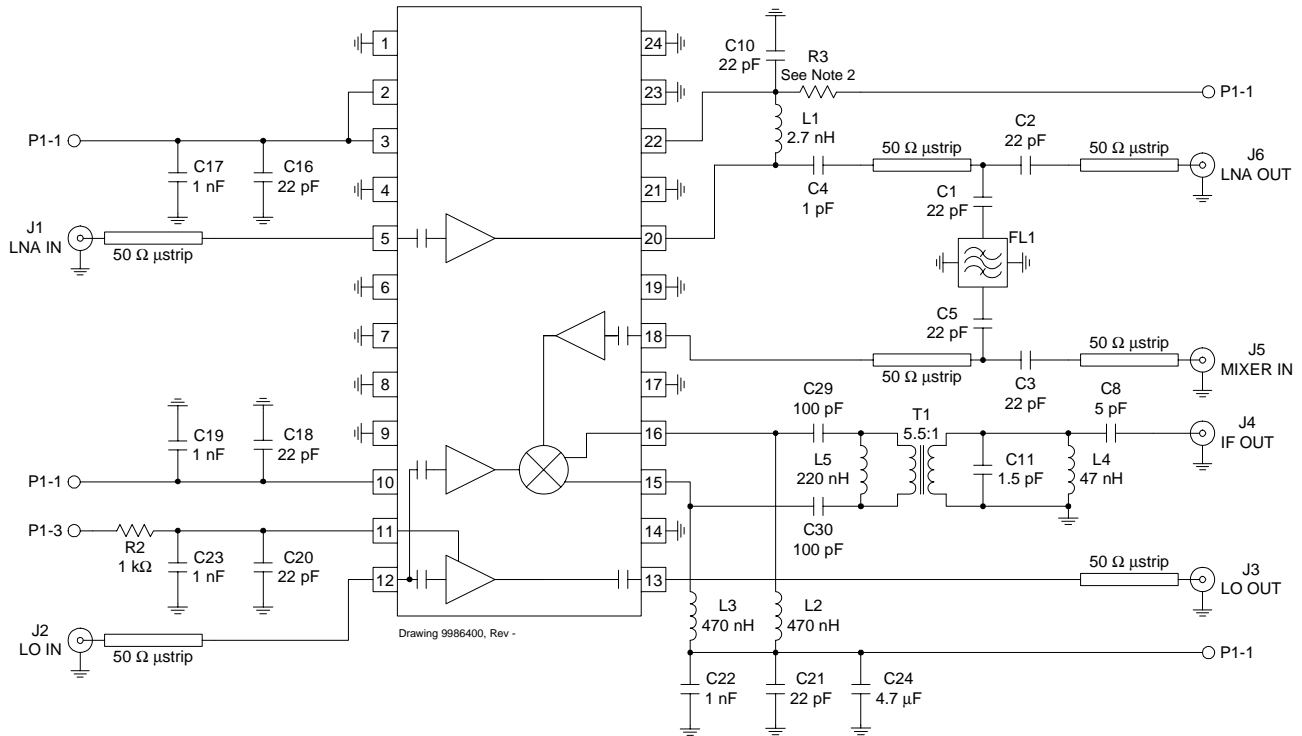 C10
22 pF
R3
See Note 2
P1-1
L1
2.7 nH
C2
22 pF
50 Ω μstrip
50 Ω μstrip
J6
LNA OUT
C4
1 pF
C1
22 pF
FL1
C5
22 pF
50 Ω μstrip
50 Ω μstrip
J5
MIXER IN
C3
22 pF
C8
5 pF
J4
IF OUT
C29
100 pF
T1
5.5:1
L5
220 nH
C11
1.5 pF
L4
47 nH
C30
100 pF
50 Ω μstrip
J3
LO OUT
L3
470 nH
L2
470 nH
P1-1
C22
1 nF
C21
22 pF
C24
4.7 μF
P1-1
C17
1 nF
C16
22 pF
J1
LNA IN
50 Ω μstrip
C19
1 nF
C18
22 pF
P1-1
P1-3
R2
1 kΩ
C23
1 nF
C20
22 pF
J2
LO IN
50 Ω μstrip
1
2
3
4
5
6
7
8
9
10
11
12
24
23
22
21
20
19
18
17
16
15
14
13
Drawing 9986400, Rev -